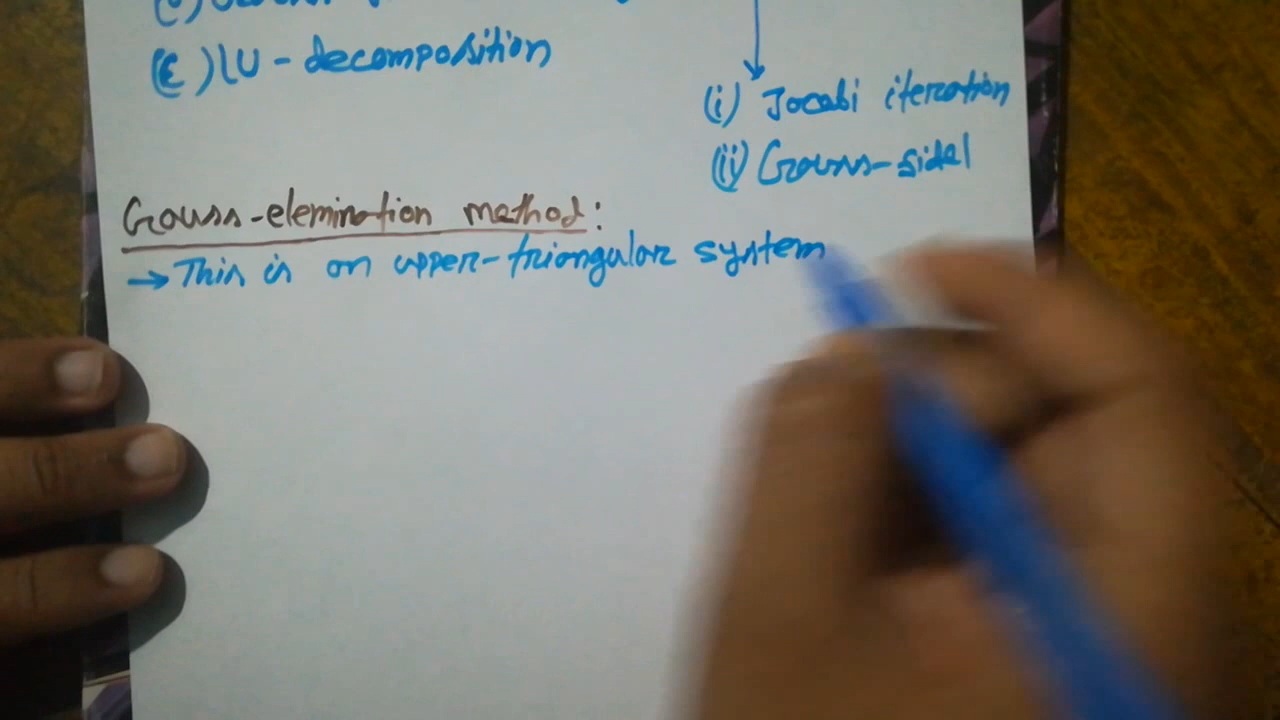 (E) LU - decomposition
(i) Jocabi iteration
(ii) Gauss-sidel
Gauss-elemination method:
→ This is an upper-triangular system